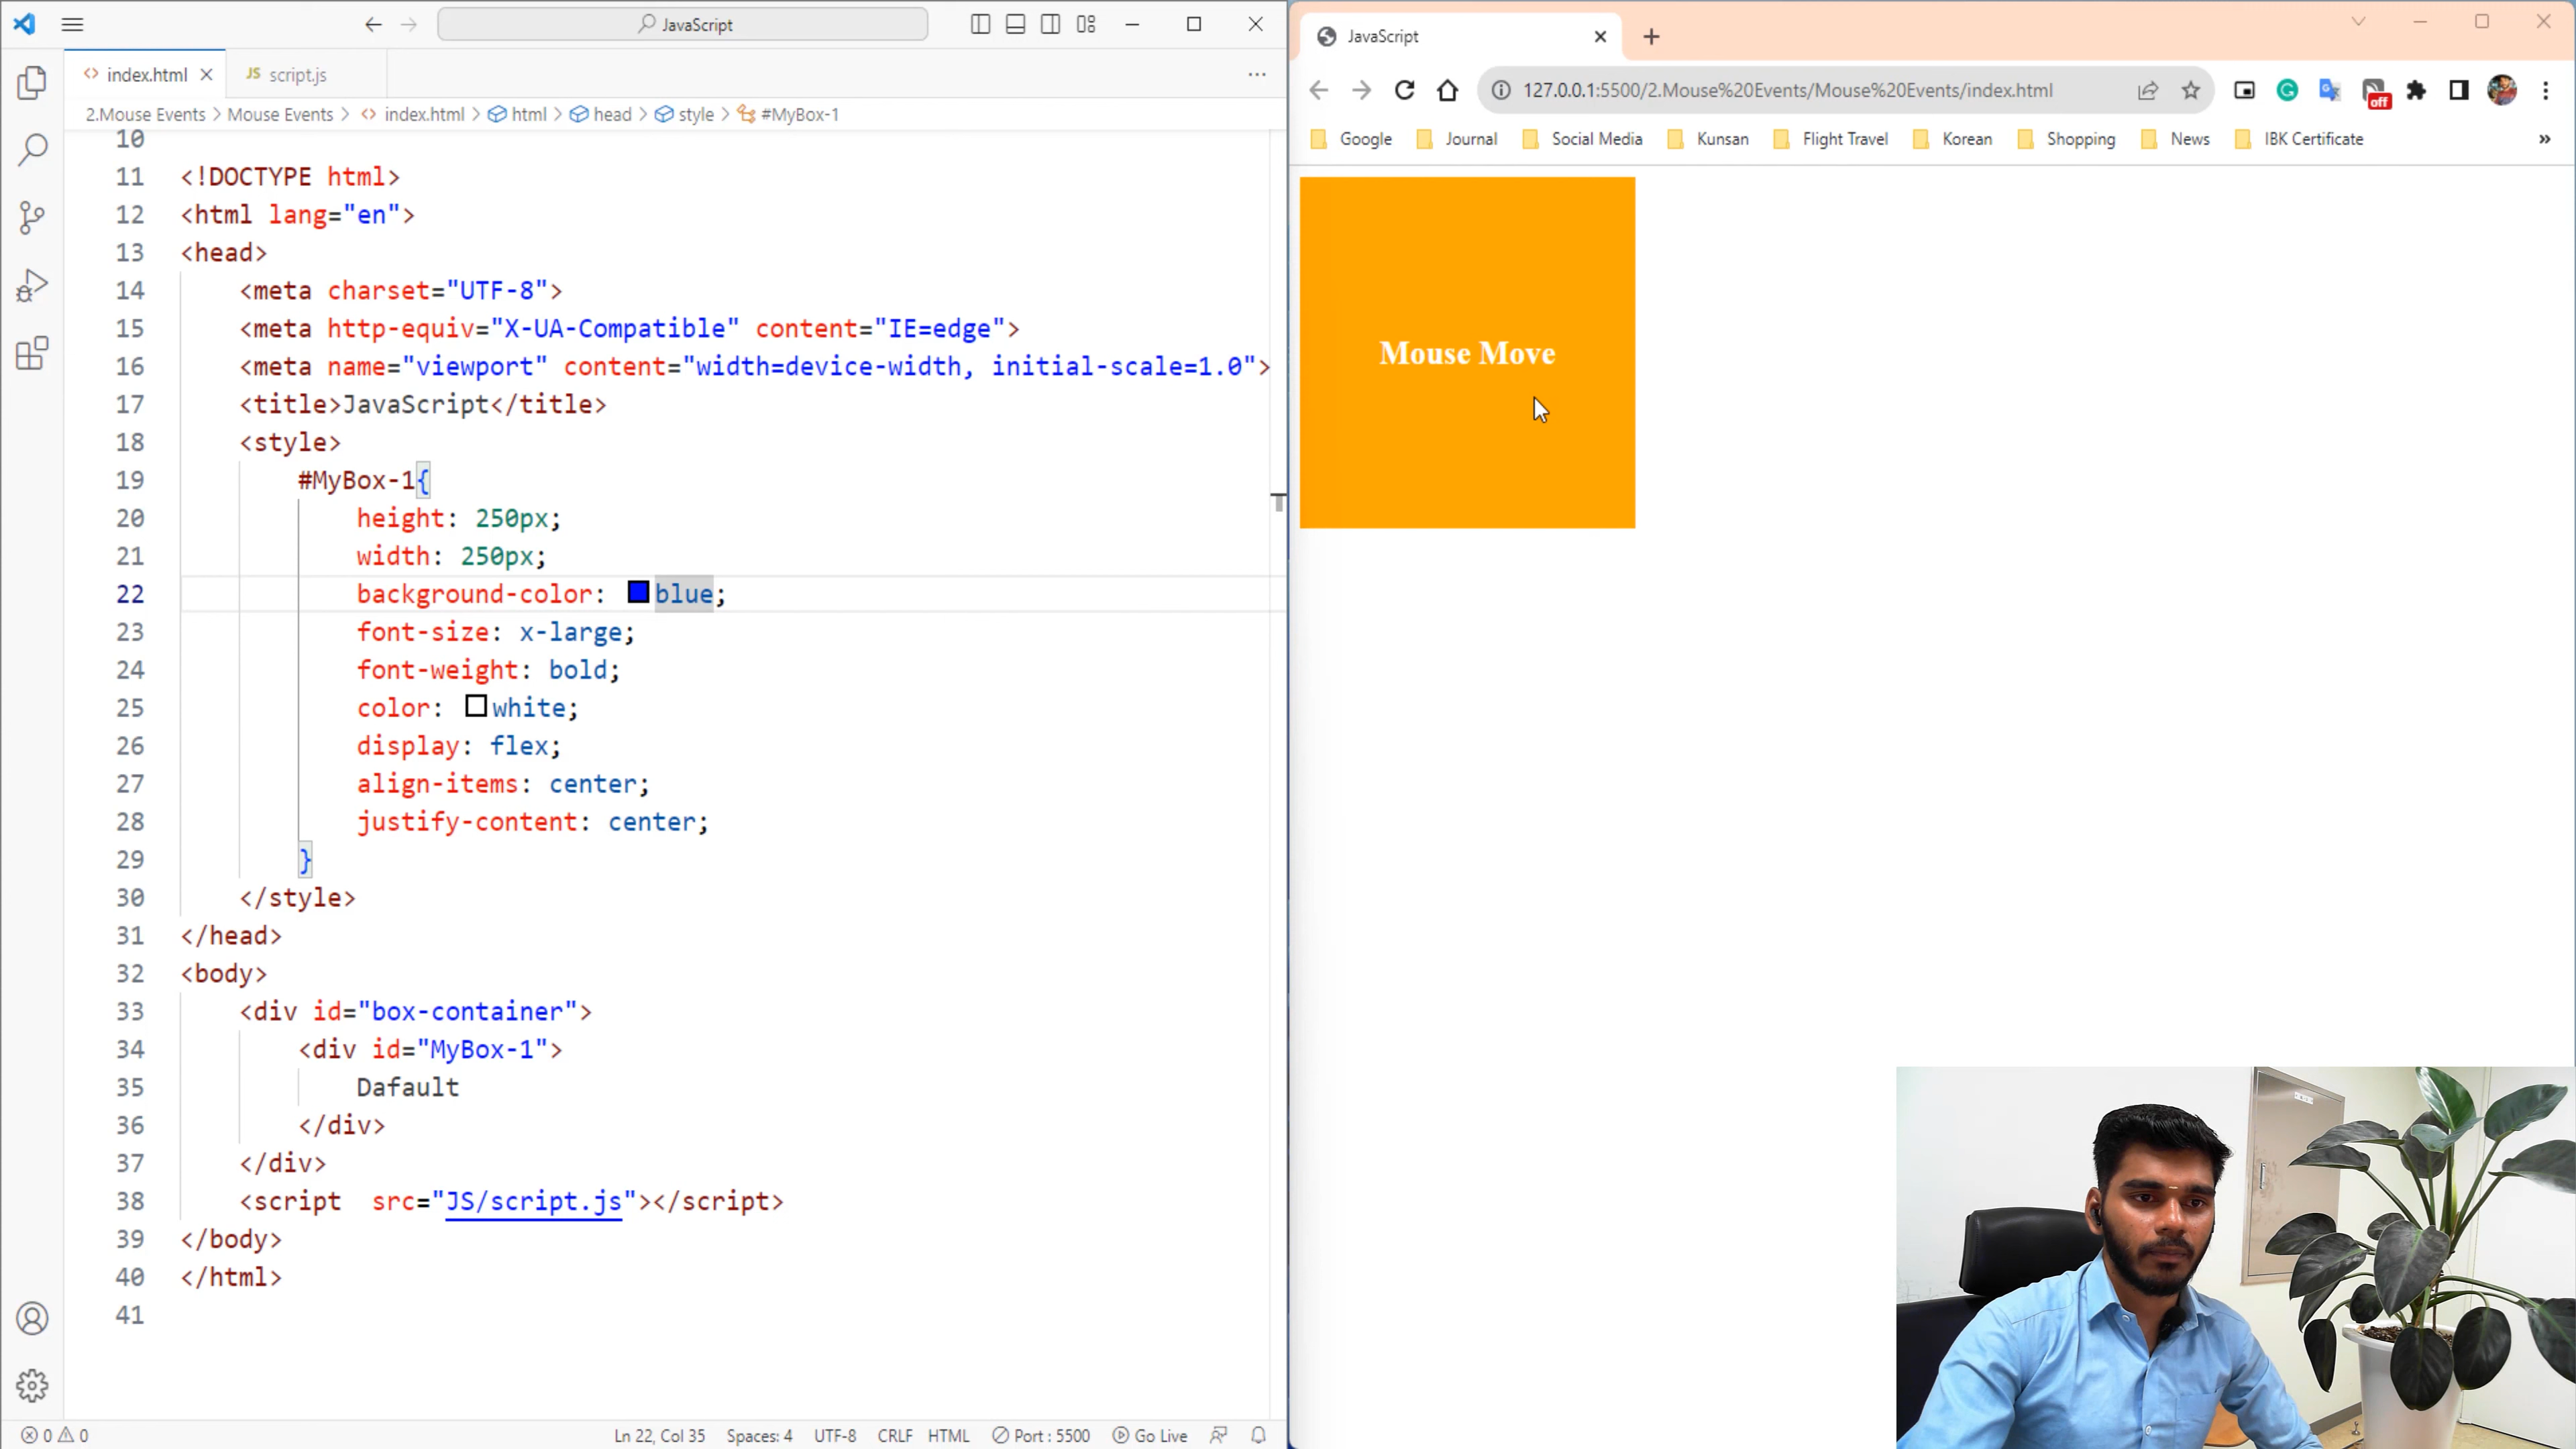 JavaScript
index.html
JS script.js
2.Mouse Events > Mouse Events > index.html > html > head > style > #MyBox-1
10
11 <!DOCTYPE html>
12 <html lang="en">
13 <head>
14 <meta charset="UTF-8">
15 <meta http-equiv="X-UA-Compatible" content="IE=edge">
16 <meta name="viewport" content="width=device-width, initial-scale=1.0">
17 <title>JavaScript</title>
18 <style>
19 #MyBox-1{
20 height: 250px;
21 width: 250px;
22 background-color: blue;
23 font-size: x-large;
24 font-weight: bold;
25 color: white;
26 display: flex;
27 align-items: center;
28 justify-content: center;
29 }
30 </style>
31 </head>
32 <body>
33 <div id="box-container">
34 <div id="MyBox-1">
35 Dafault
36 </div>
37 </div>
38 <script  src="JS/script.js"></script>
39 </body>
40 </html>
41
0 0 Ln 22, Col 35 Spaces: 4 UTF-8 CRLF HTML Port : 5500 Go Live
JavaScript
127.0.0.1:5500/2.Mouse%20Events/Mouse%20Events/index.html
off
Google Journal Social Media Kunsan Flight Travel Korean Shopping News IBK Certificate »
Mouse Move